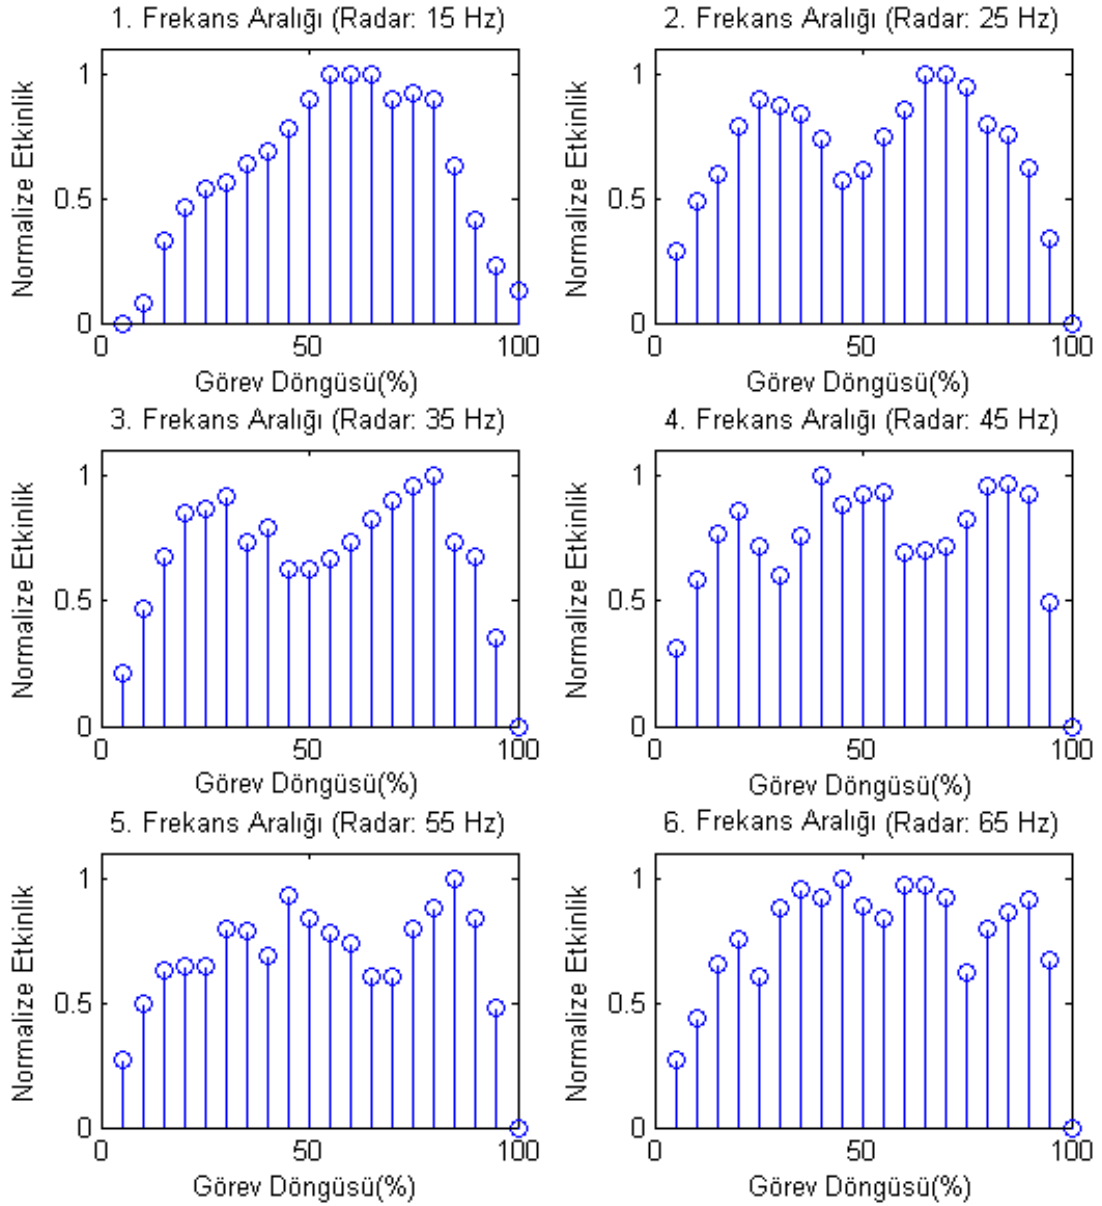 1. Frekans Aralığı (Radar: 15 Hz)
Normalize Etkinlik
1
0.5
0
0
50
100
Görev Döngüsü(%)
2. Frekans Aralığı (Radar: 25 Hz)
Normalize Etkinlik
1
0.5
0
0
50
100
Görev Döngüsü(%)
3. Frekans Aralığı (Radar: 35 Hz)
Normalize Etkinlik
1
0.5
0
0
50
100
Görev Döngüsü(%)
4. Frekans Aralığı (Radar: 45 Hz)
Normalize Etkinlik
1
0.5
0
0
50
100
Görev Döngüsü(%)
5. Frekans Aralığı (Radar: 55 Hz)
Normalize Etkinlik
1
0.5
0
0
50
100
Görev Döngüsü(%)
6. Frekans Aralığı (Radar: 65 Hz)
Normalize Etkinlik
1
0.5
0
0
50
100
Görev Döngüsü(%)